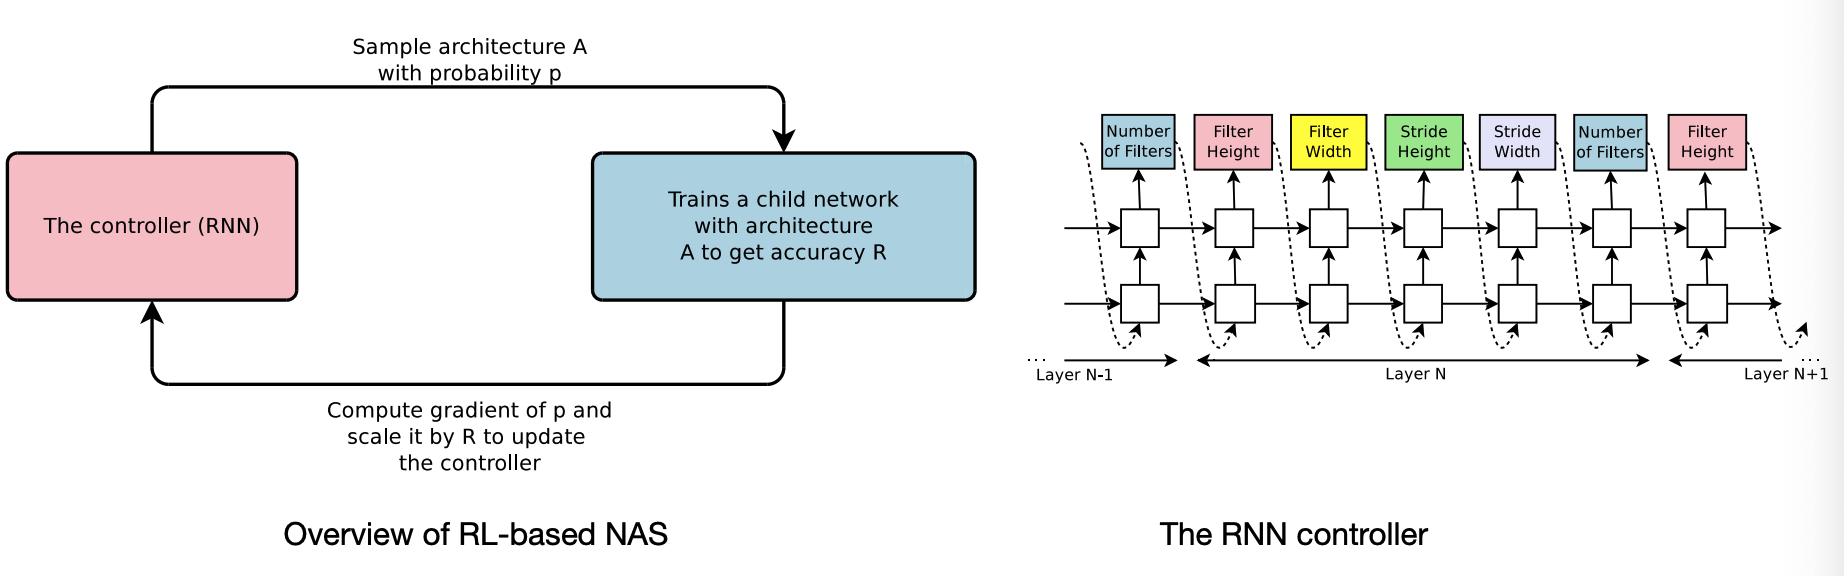 Sample architecture A
with probability p
The controller (RNN)
Trains a child network
with architecture
A to get accuracy R
Compute gradient of p and
scale it by R to update
the controller
Overview of RL-based NAS
Number
of Filters
Filter
Height
Filter
Width
Stride
Height
Stride
Width
Number
of Filters
Filter
Height
...
Layer N-1
Layer N
...
Layer N+1
The RNN controller